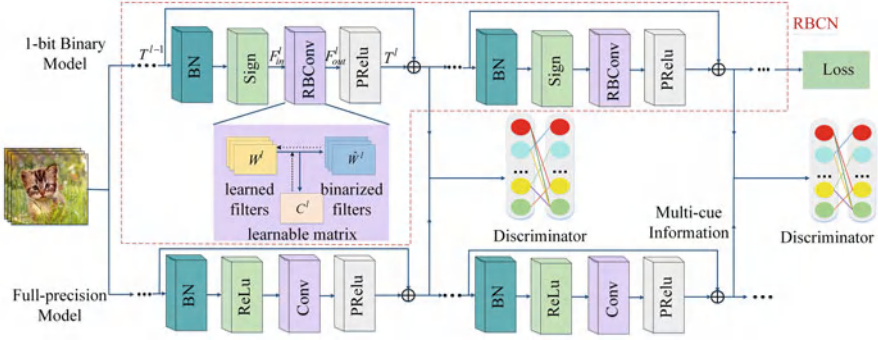 RBCN
1-bit Binary
Model
T^{l-1}
BN
Sign
F_{in}^{l}
RBConv
F_{out}^{l}
PRelu
T^{l}
BN
Sign
RBConv
PRelu
Loss
W^{l}
Ŵ^{l}
learned
filters
binarized
filters
C^{l}
learnable matrix
Discriminator
Multi-cue
Information
Discriminator
Full-precision
Model
BN
ReLu
Conv
PRelu
BN
ReLu
Conv
PRelu